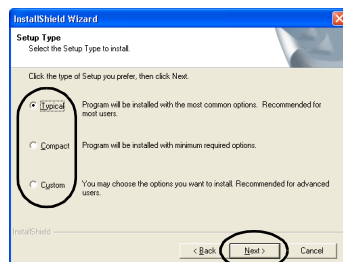 InstallShield Wizard
Setup Type
Select the Setup Type to install.
Click the type of Setup you prefer, then click Next.
Typical
Program will be installed with the most common options. Recommended for
most users.
Compact
Program will be installed with minimum required options.
Custom
You may choose the options you want to install. Recommended for advanced
users.
InstallShield
< Back
Next >
Cancel